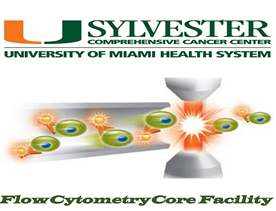 SYLVESTER
COMPREHENSIVE CANCER CENTER
UNIVERSITY OF MIAMI HEALTH SYSTEM
Flow Cytometry Core Facility